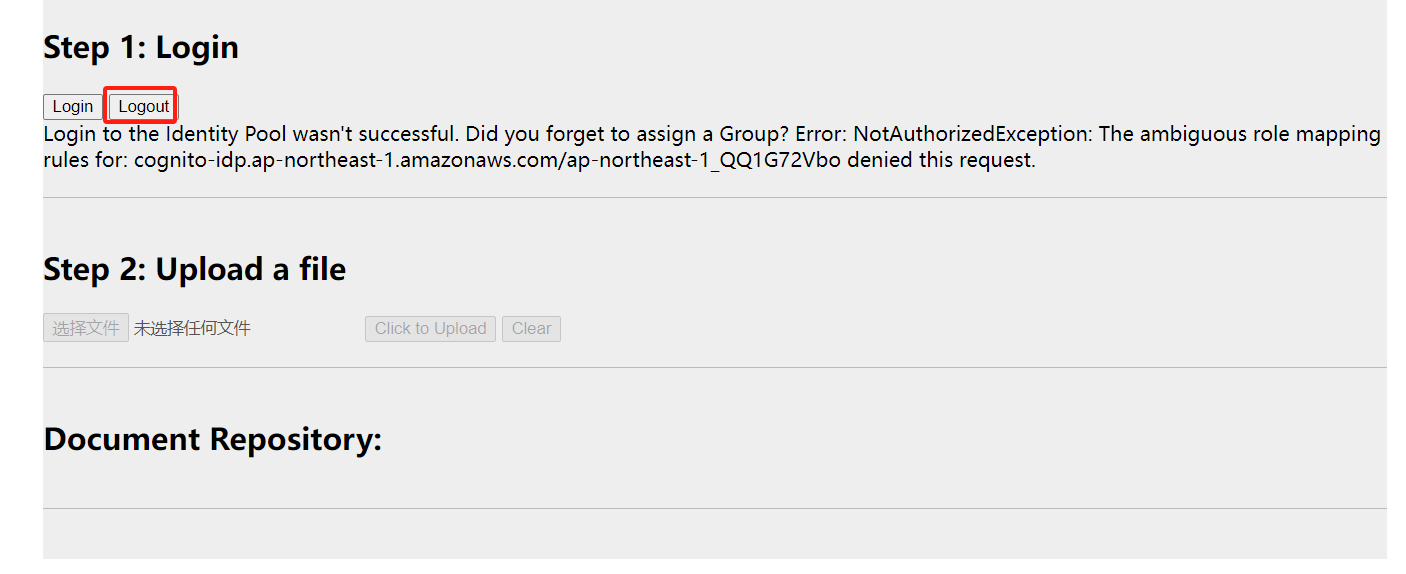 Step 1: Login
Login Logout
Login to the Identity Pool wasn't successful. Did you forget to assign a Group? Error: NotAuthorizedException: The ambiguous role mapping
rules for: cognito-idp.ap-northeast-1.amazonaws.com/ap-northeast-1_QQ1G72Vbo denied this request.
Step 2: Upload a file
选择文件 未选择任何文件 Click to Upload Clear
Document Repository: